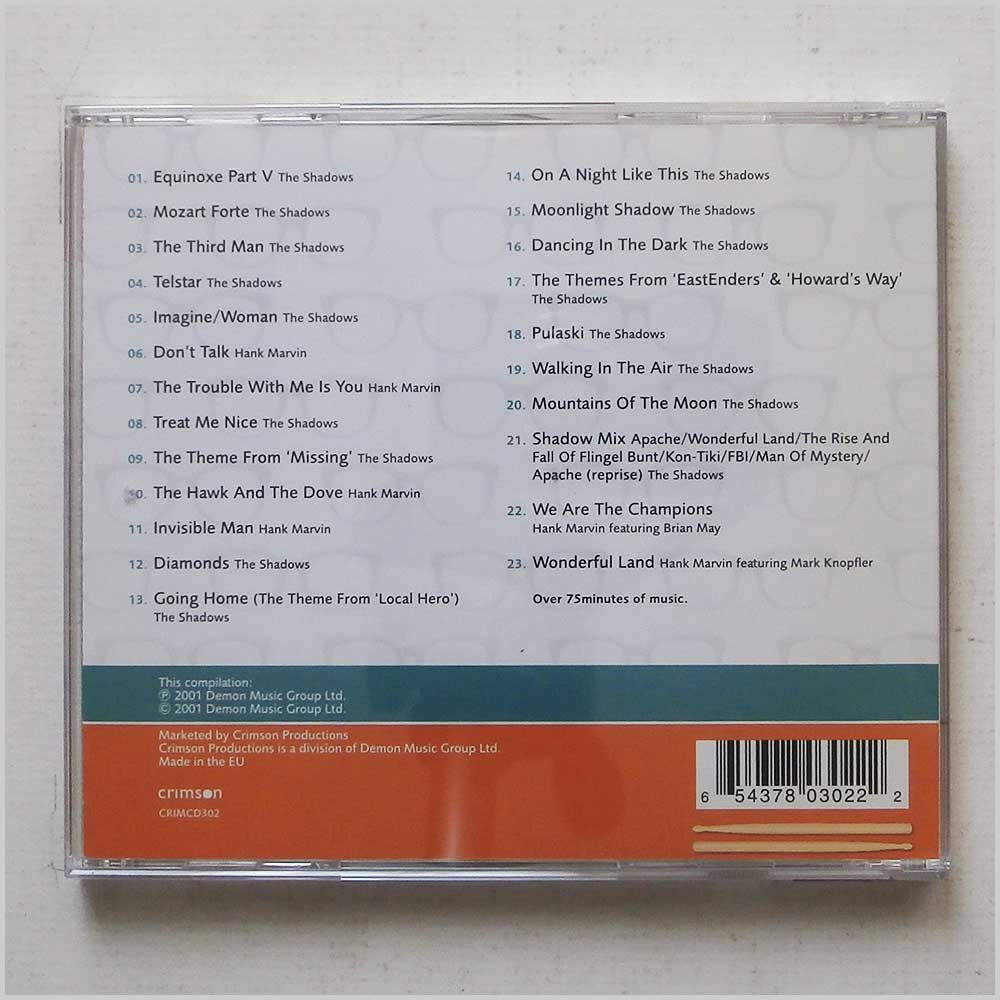 01. Equinoxe Part V The Shadows
02. Mozart Forte The Shadows
03. The Third Man The Shadows
04. Telstar The Shadows
05. Imagine/Woman The Shadows
06. Don't Talk Hank Marvin
07. The Trouble With Me Is You Hank Marvin
08. Treat Me Nice The Shadows
09. The Theme From 'Missing' The Shadows
10. The Hawk And The Dove Hank Marvin
11. Invisible Man Hank Marvin
12. Diamonds The Shadows
13. Going Home (The Theme From 'Local Hero')
The Shadows
14. On A Night Like This The Shadows
15. Moonlight Shadow The Shadows
16. Dancing In The Dark The Shadows
17. The Themes From 'EastEnders' & 'Howard's Way'
The Shadows
18. Pulaski The Shadows
19. Walking In The Air The Shadows
20. Mountains Of The Moon The Shadows
21. Shadow Mix Apache/Wonderful Land/The Rise And
Fall Of Flingel Bunt/Kon-Tiki/FBI/Man Of Mystery/
Apache (reprise) The Shadows
22. We Are The Champions
Hank Marvin featuring Brian May
23. Wonderful Land Hank Marvin featuring Mark Knopfler
Over 75minutes of music.
This compilation:
℗ 2001 Demon Music Group Ltd.
© 2001 Demon Music Group Ltd.
Marketed by Crimson Productions
Crimson Productions is a division of Demon Music Group Ltd.
Made in the EU
crimson
CRIMCD302
6 54378 03022 2